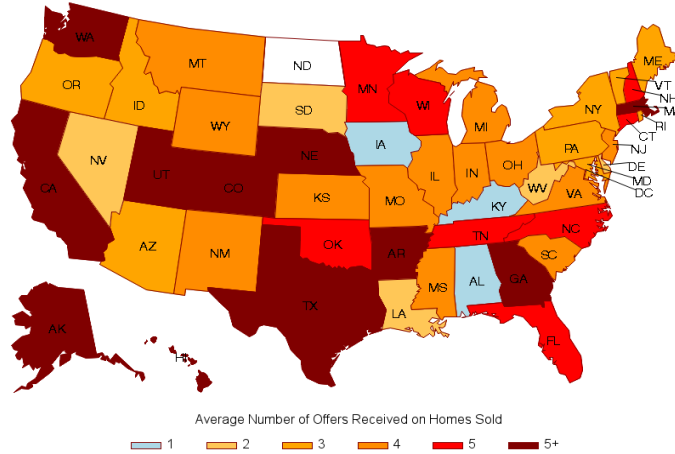 WA
MT
ND
MN
ME
OR
ID
WY
SD
WI
MI
NY
VT
NH
MA
RI
CT
NV
UT
CO
NE
IA
IL
IN
OH
PA
NJ
DE
MD
DC
CA
KS
MO
KY
WV
VA
AZ
NM
OK
AR
TN
NC
SC
TX
LA
MS
AL
GA
FL
AK
Average Number of Offers Received on Homes Sold
1 2 3 4 5 5+